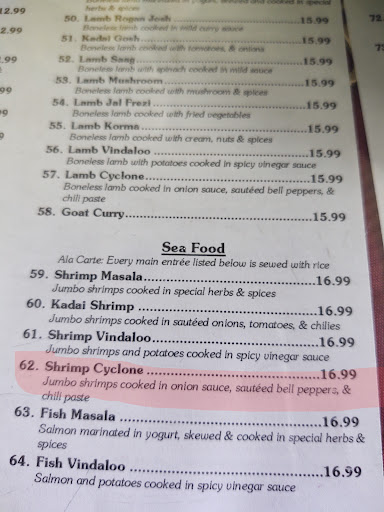 12.99
herbs & spices
50. Lamb Rogan Josh 15.99
Boneless lamb cooked in mild curry sauce
51. Kadai Gosh 15.99
Boneless lamb cooked with tomatoes, & onions
52. Lamb Saag 15.99
Boneless lamb with spinach cooked in mild sauce
53. Lamb Mushroom 15.99
Boneless lamb cooked with mushroom & spices
54. Lamb Jal Frezi 15.99
Boneless lamb cooked with fried vegetables
55. Lamb Korma 15.99
Boneless lamb cooked with cream, nuts & spices
56. Lamb Vindaloo 15.99
Boneless lamb with potatoes cooked in spicy vinegar sauce
57. Lamb Cyclone 15.99
Boneless lamb cooked in onion sauce, sautéed bell peppers, &
chili paste
58. Goat Curry 15.99
Sea Food
Ala Carte: Every main entrée listed below is sewed with rice
59. Shrimp Masala 16.99
Jumbo shrimps cooked in special herbs & spices
60. Kadai Shrimp 16.99
Jumbo shrimps cooked in sautéed onions, tomatoes, & chilies
61. Shrimp Vindaloo 16.99
Jumbo shrimps and potatoes cooked in spicy vinegar sauce
62. Shrimp Cyclone 16.99
Jumbo shrimps cooked in onion sauce, sautéed bell peppers, &
chili paste
63. Fish Masala 16.99
Salmon marinated in yogurt, skewed & cooked in special herbs &
spices
64. Fish Vindaloo 16.99
Salmon and potatoes cooked in spicy vinegar sauce